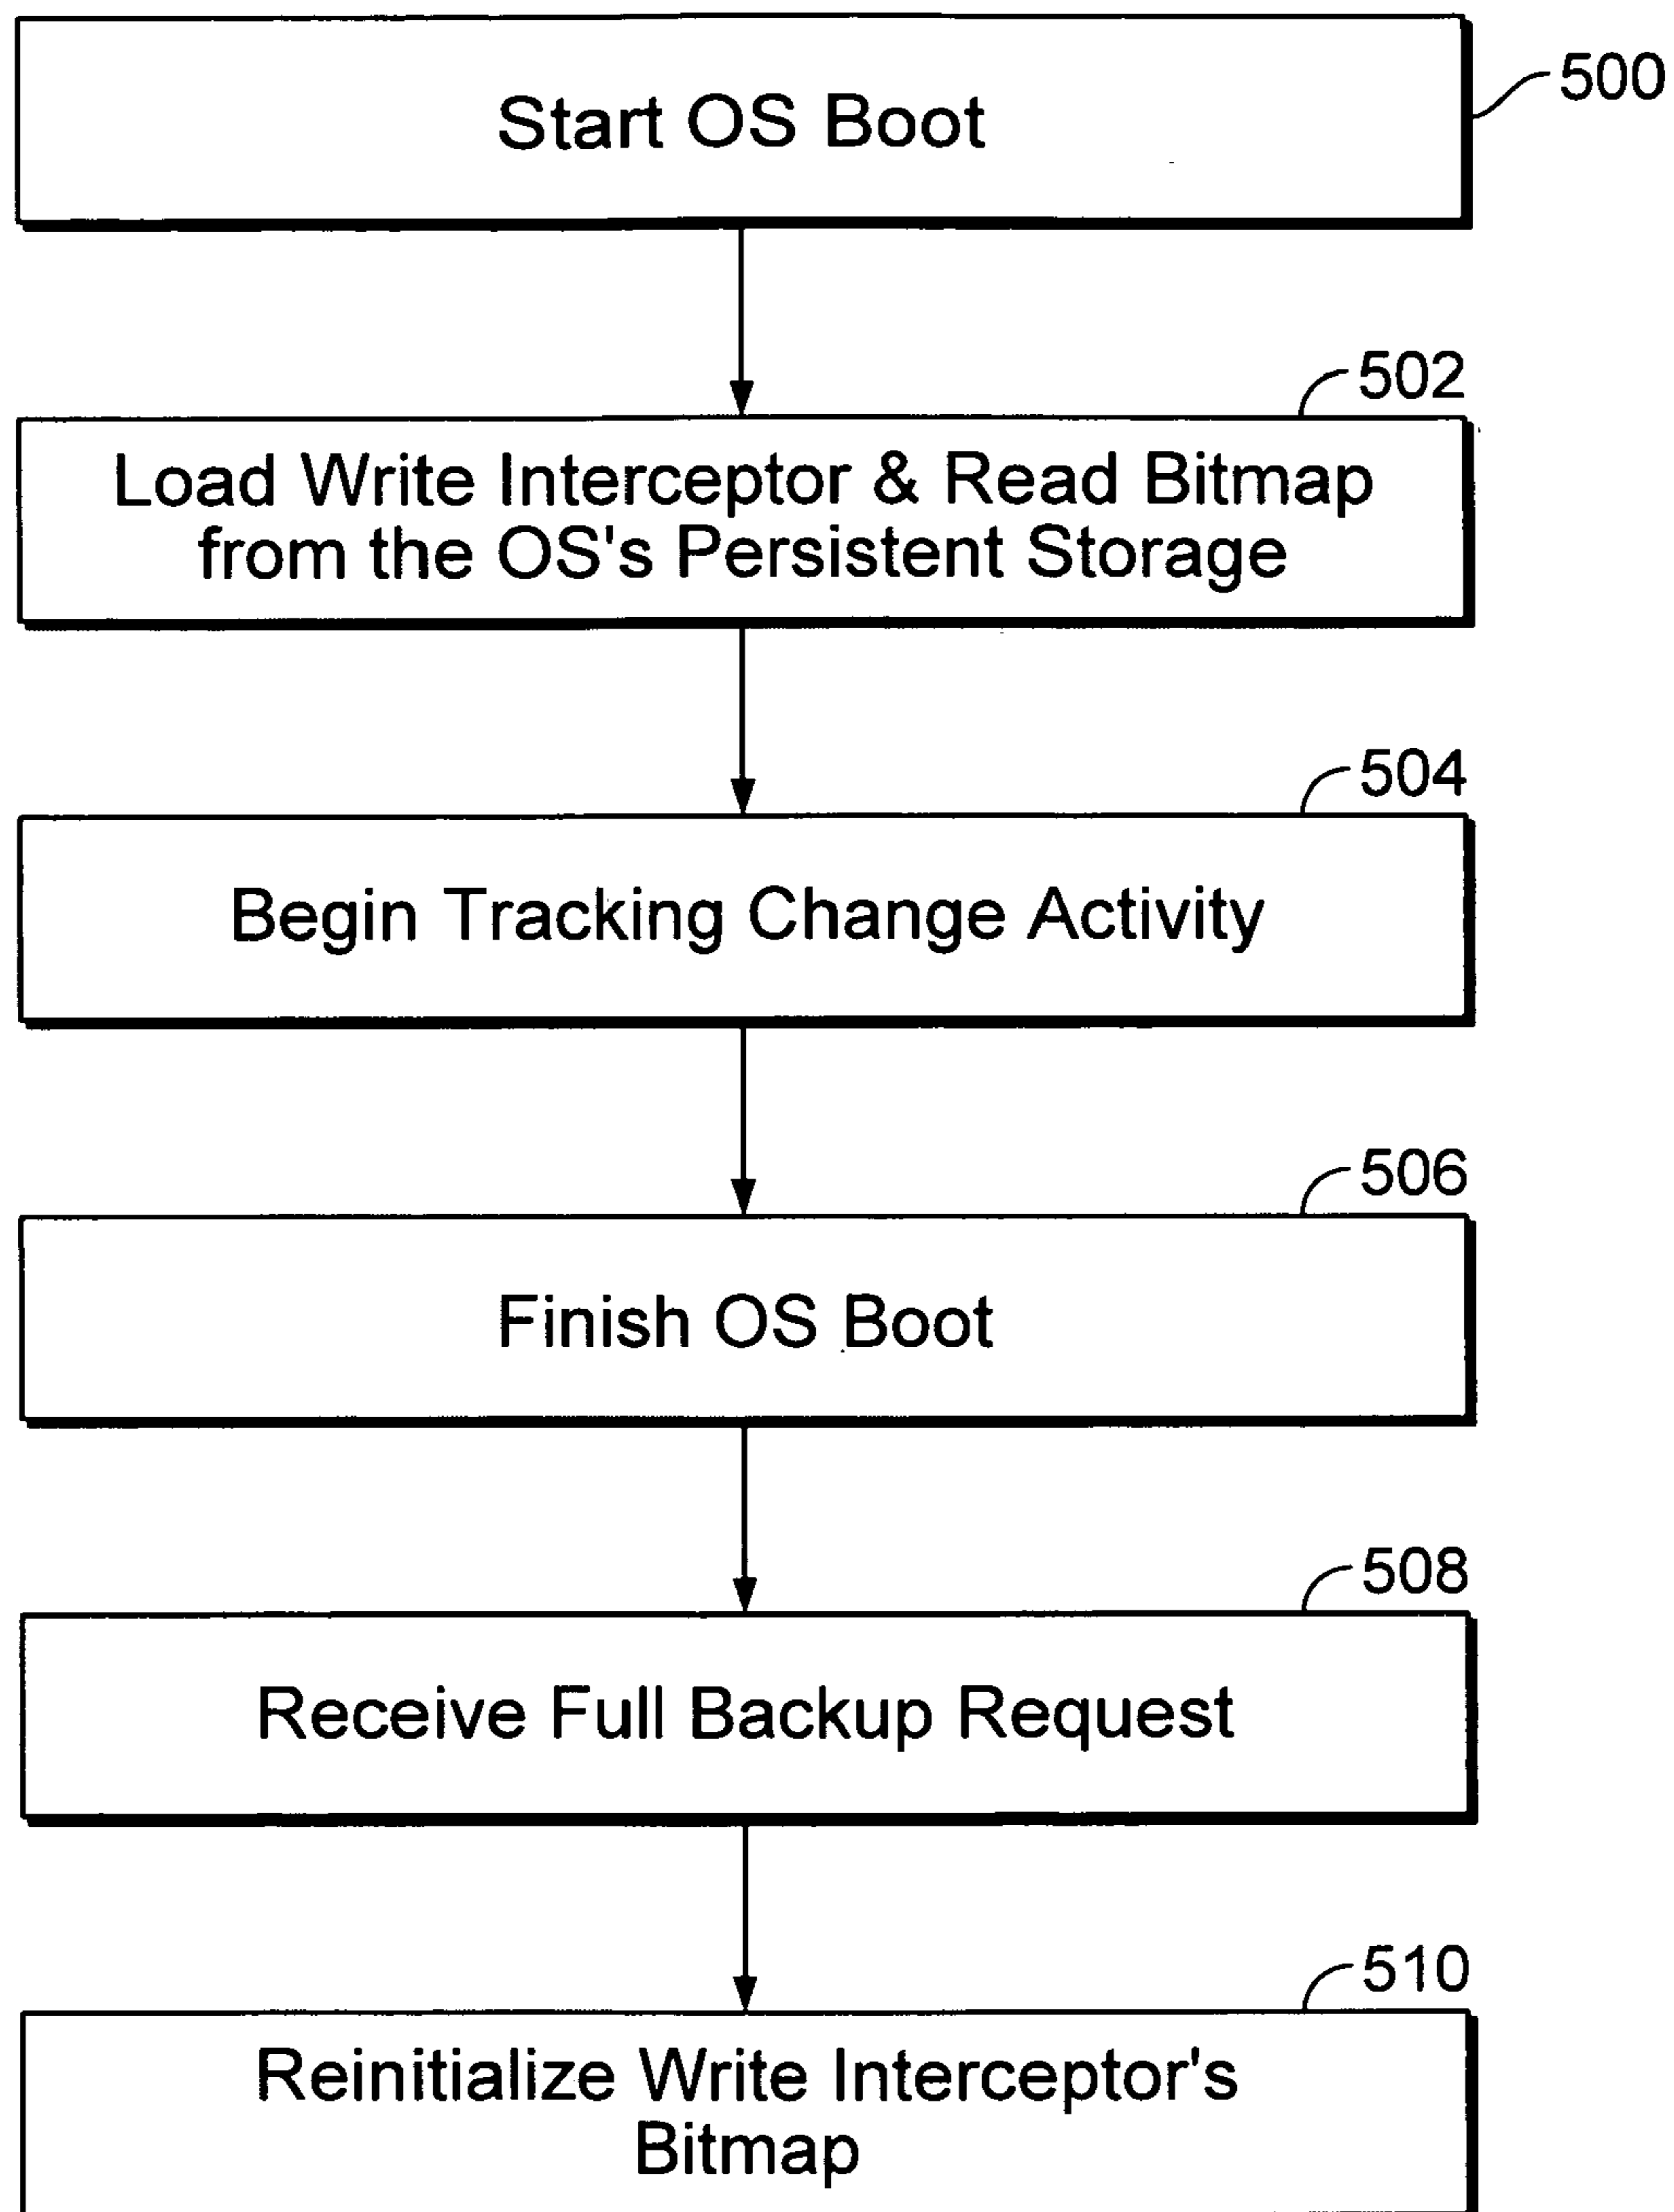 Start OS Boot
500
502
Load Write Interceptor & Read Bitmap
from the OS's Persistent Storage
504
Begin Tracking Change Activity
506
Finish OS Boot
508
Receive Full Backup Request
510
Reinitialize Write Interceptor's
Bitmap